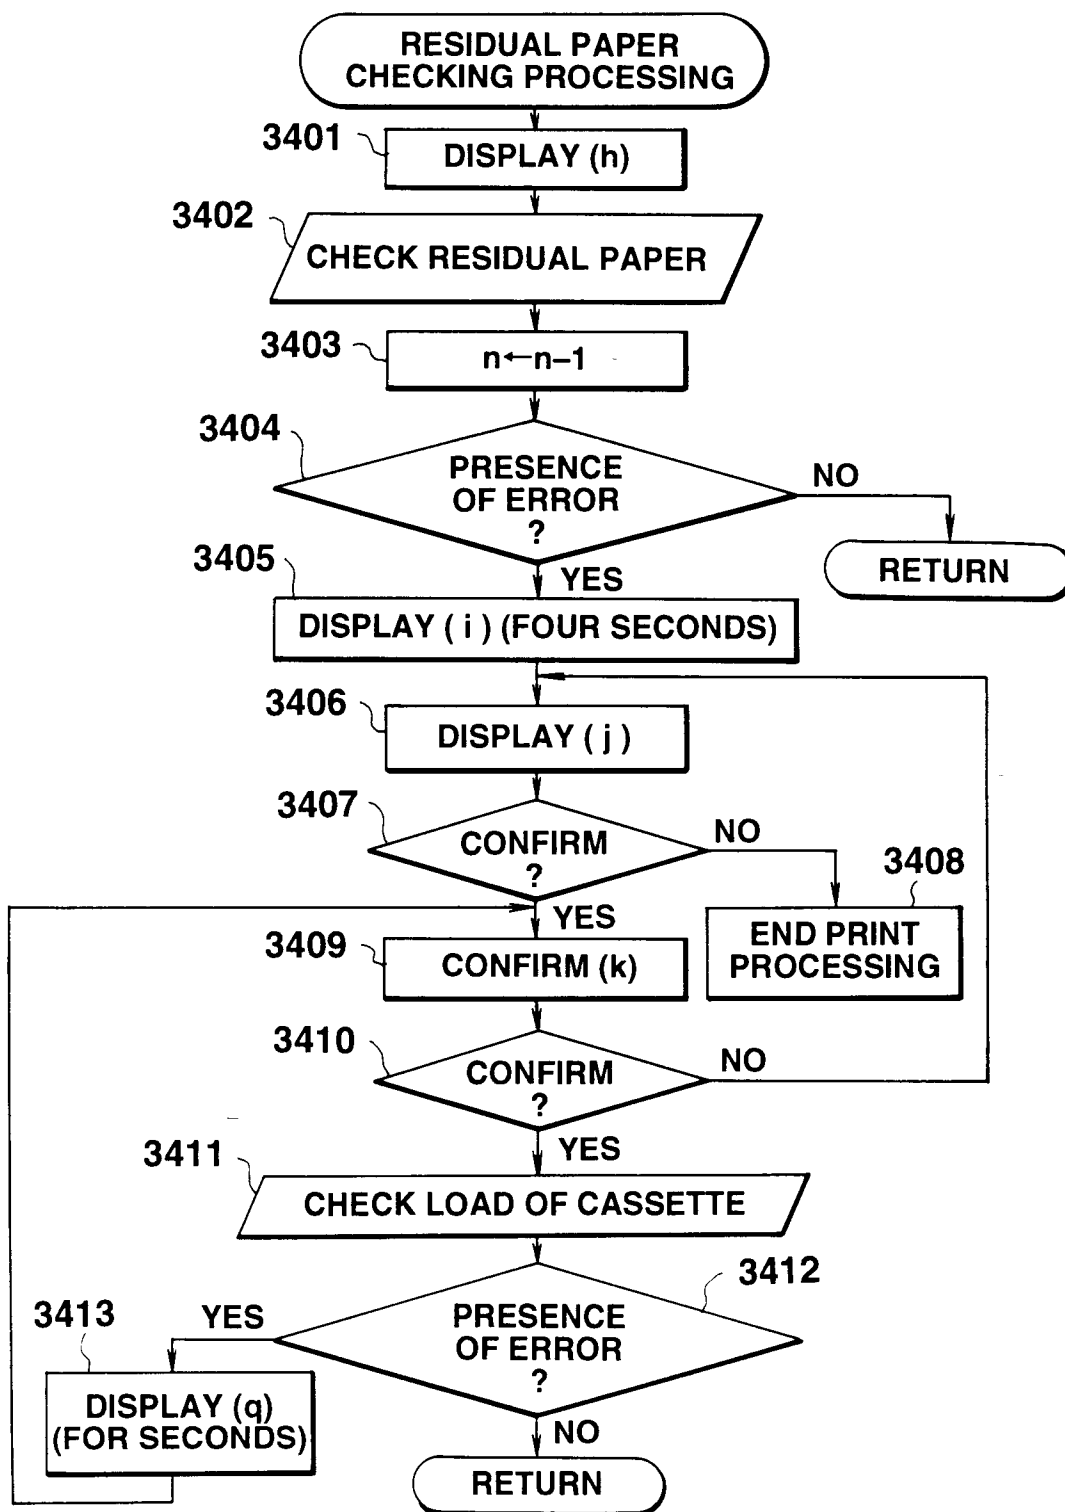 RESIDUAL PAPER
CHECKING PROCESSING
3401
DISPLAY (h)
3402
CHECK RESIDUAL PAPER
3403
n←n−1
3404
PRESENCE
OF ERROR
?
NO
RETURN
3405
YES
DISPLAY ( i ) (FOUR SECONDS)
3406
DISPLAY ( j )
3407
CONFIRM
?
NO
3408
END PRINT
PROCESSING
YES
3409
CONFIRM (k)
3410
CONFIRM
?
NO
YES
3411
CHECK LOAD OF CASSETTE
3412
PRESENCE
OF ERROR
?
YES
3413
DISPLAY (q)
(FOR SECONDS)
NO
RETURN